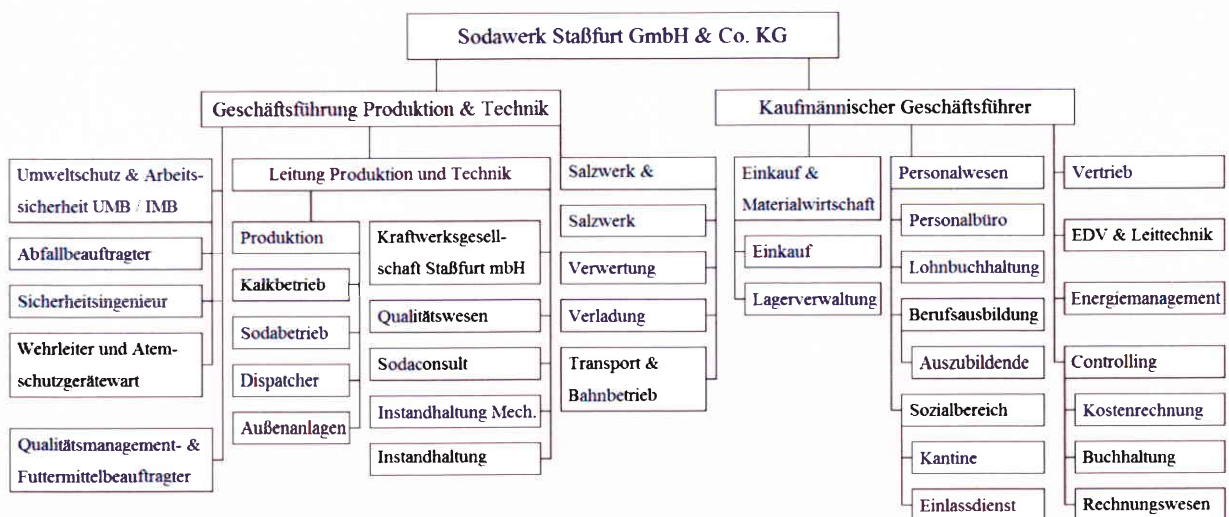 Sodawerk Staßfurt GmbH & Co. KG
Geschäftsführung Produktion & Technik
Kaufmännischer Geschäftsführer
Umweltschutz & Arbeits-
sicherheit UMB / IMB
Abfallbeauftragter
Sicherheitsingenieur
Wehrleiter und Atem-
schutzgerätewart
Qualitätsmanagement- &
Futtermittelbeauftragter
Leitung Produktion und Technik
Produktion
Kalkbetrieb
Sodabetrieb
Dispatcher
Außenanlagen
Kraftwerksgesell-
schaft Staßfurt mbH
Qualitätswesen
Sodaconsult
Instandhaltung Mech.
Instandhaltung
Salzwerk &
Salzwerk
Verwertung
Verladung
Transport &
Bahnbetrieb
Einkauf &
Materialwirtschaft
Einkauf
Lagerverwaltung
Personalwesen
Personalbüro
Lohnbuchhaltung
Berufsausbildung
Auszubildende
Sozialbereich
Kantine
Einlassdienst
Vertrieb
EDV & Leittechnik
Energiemanagement
Controlling
Kostenrechnung
Buchhaltung
Rechnungswesen